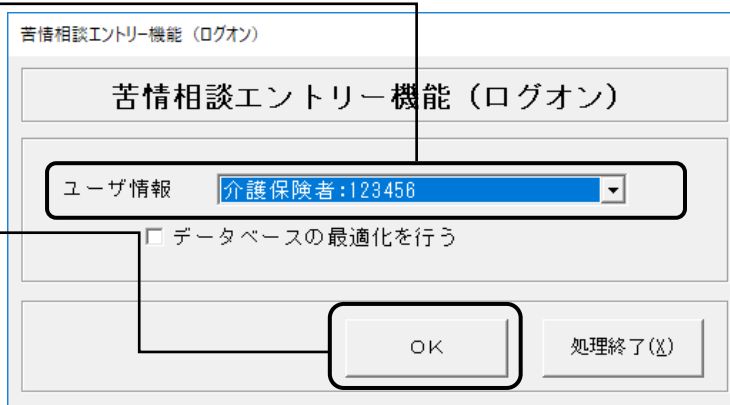 苦情相談エントリー機能（ログオン）
苦情相談エントリー機能（ログオン）
ユーザ情報 介護保険者:123456
データベースの最適化を行う
OK 処理終了(X)